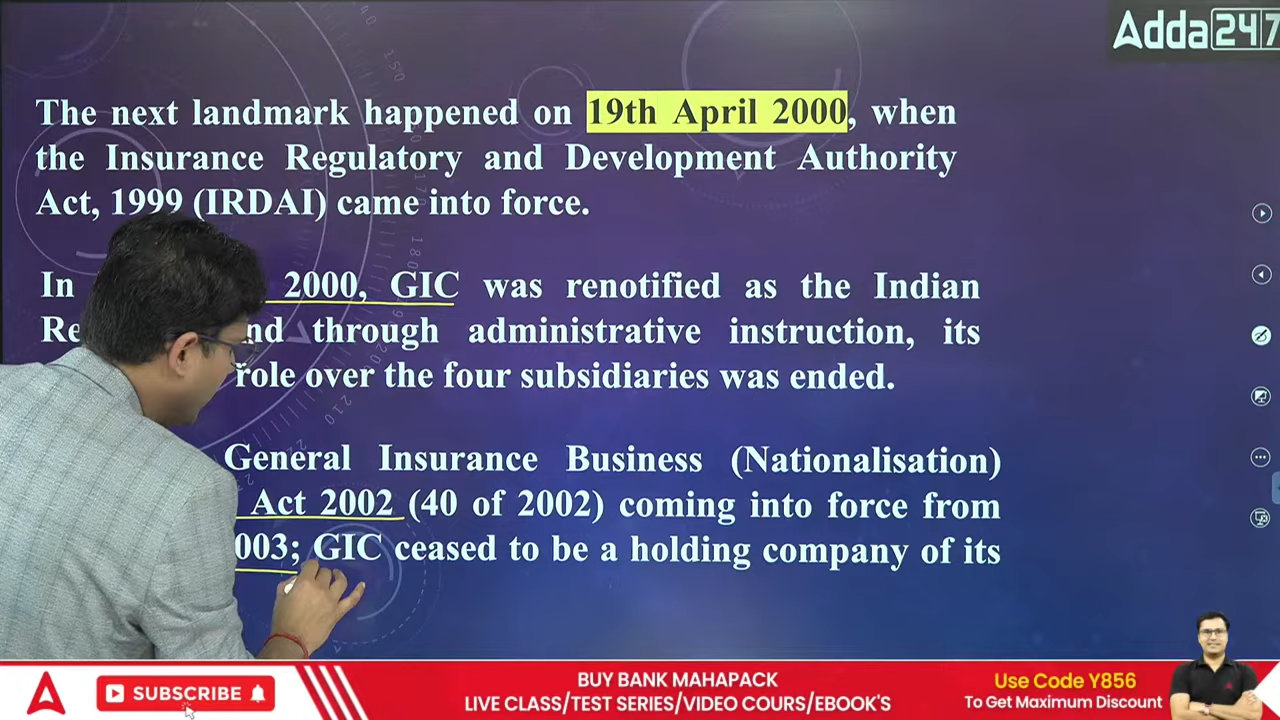 Adda247
The next landmark happened on 19th April 2000, when
the Insurance Regulatory and Development Authority
Act, 1999 (IRDAI) came into force.
In 2000, GIC was renotified as the Indian
through administrative instruction, its
role over the four subsidiaries was ended.
General Insurance Business (Nationalisation)
Act 2002 (40 of 2002) coming into force from
003; GIC ceased to be a holding company of its
SUBSCRIBE
BUY BANK MAHAPACK
LIVE CLASS/TEST SERIES/VIDEO COURS/EBOOK'S
Use Code Y856
To Get Maximum Discount